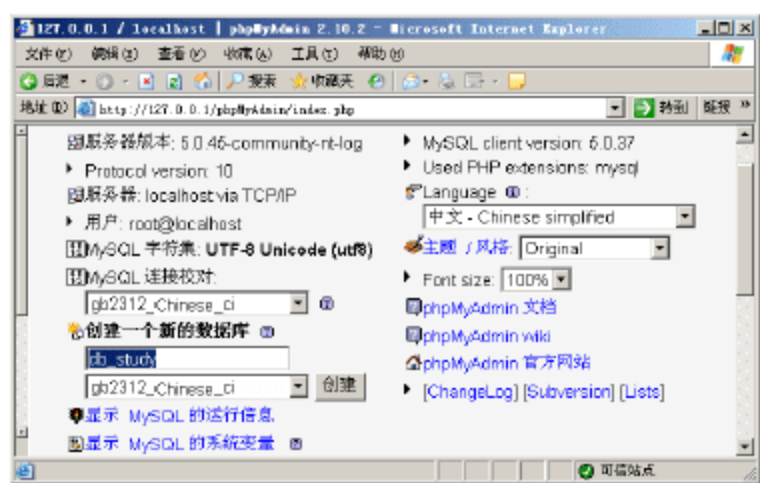 127.0.0.1 / localhost | phpMyAdmin 2.10.2 - Microsoft Internet Explorer
文件(F) 编辑(E) 查看(V) 收藏(A) 工具(T) 帮助(H)
后退 搜索 收藏夹
地址(D) http://127.0.0.1/phpMyAdmin/index.php 转到 链接 »
服务器版本: 5.0.45-community-nt-log
Protocol version: 10
服务器: localhost via TCP/IP
用户: root@localhost
MySQL 字符集: UTF-8 Unicode (utf8)
MySQL 连接校对:
gb2312_Chinese_ci
创建一个新的数据库
db_study
gb2312_Chinese_ci 创建
显示 MySQL 的运行信息
显示 MySQL 的系统变量
MySQL client version: 5.0.37
Used PHP extensions: mysql
Language :
中文 - Chinese simplified
主题 / 风格: Original
Font size: 100%
phpMyAdmin 文档
phpMyAdmin wiki
phpMyAdmin 官方网站
[ChangeLog] [Subversion] [Lists]
可信站点